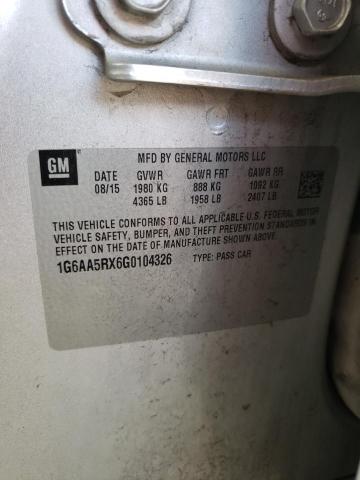 GM
MFD BY GENERAL MOTORS LLC
DATE GVWR GAWR FRT GAWR RR
08/15 1980 KG 888 KG 1092 KG
4365 LB 1958 LB 2407 LB
THIS VEHICLE CONFORMS TO ALL APPLICABLE U.S. FEDERAL MOTOR
VEHICLE SAFETY, BUMPER, AND THEFT PREVENTION STANDARDS IN
EFFECT ON THE DATE OF MANUFACTURE SHOWN ABOVE.
1G6AA5RX6G0104326 TYPE: PASS CAR